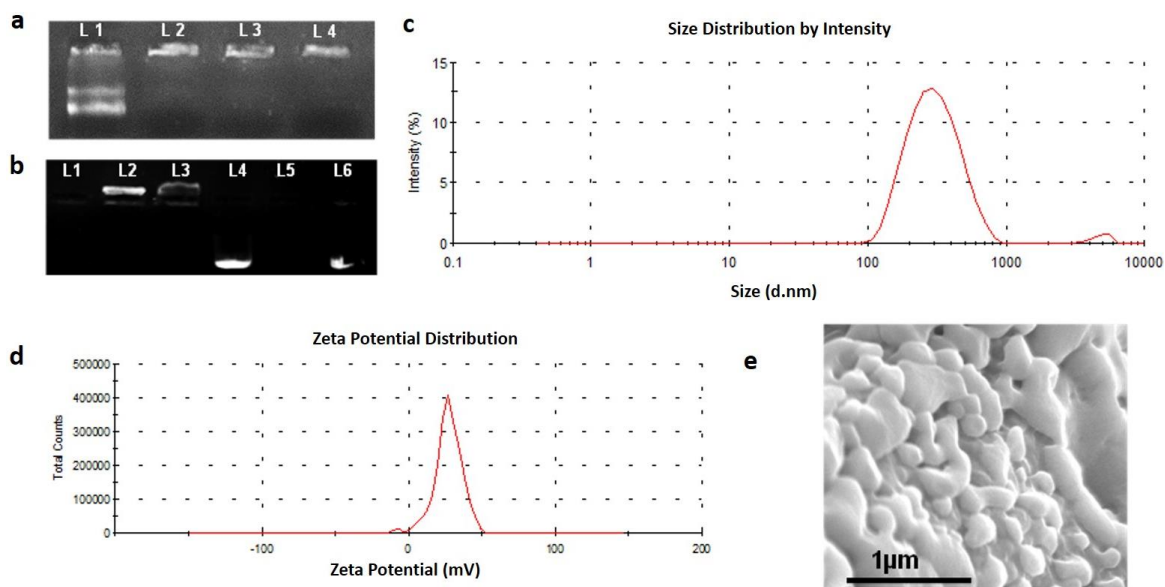 a
L 1 L 2 L 3 L 4
b
L1 L2 L3 L4 L5 L6
c
Size Distribution by Intensity
Intensity (%)
15
10
5
0
0.1 1 10 100 1000 10000
Size (d.nm)
d
Zeta Potential Distribution
Total Counts
500000
400000
300000
200000
100000
0
-100 0 100 200
Zeta Potential (mV)
e
1µm